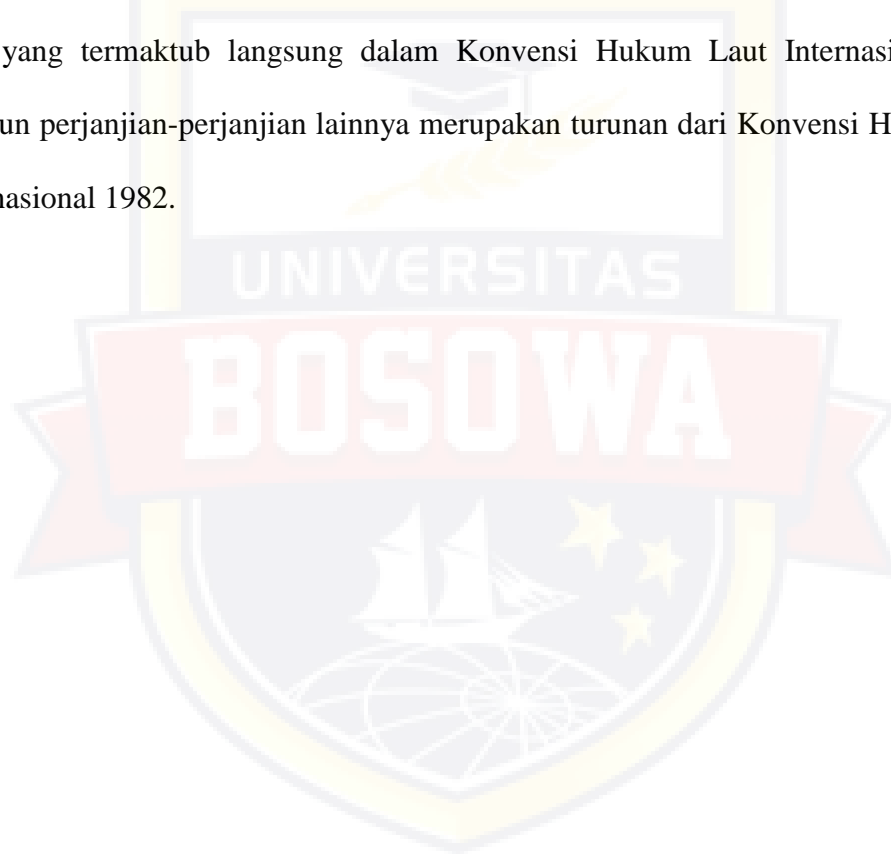 yang termaktub langsung dalam Konvensi Hukum Laut Internasi
un perjanjian-perjanjian lainnya merupakan turunan dari Konvensi H
nasional 1982.
UNIVERSITAS
BOSOWA